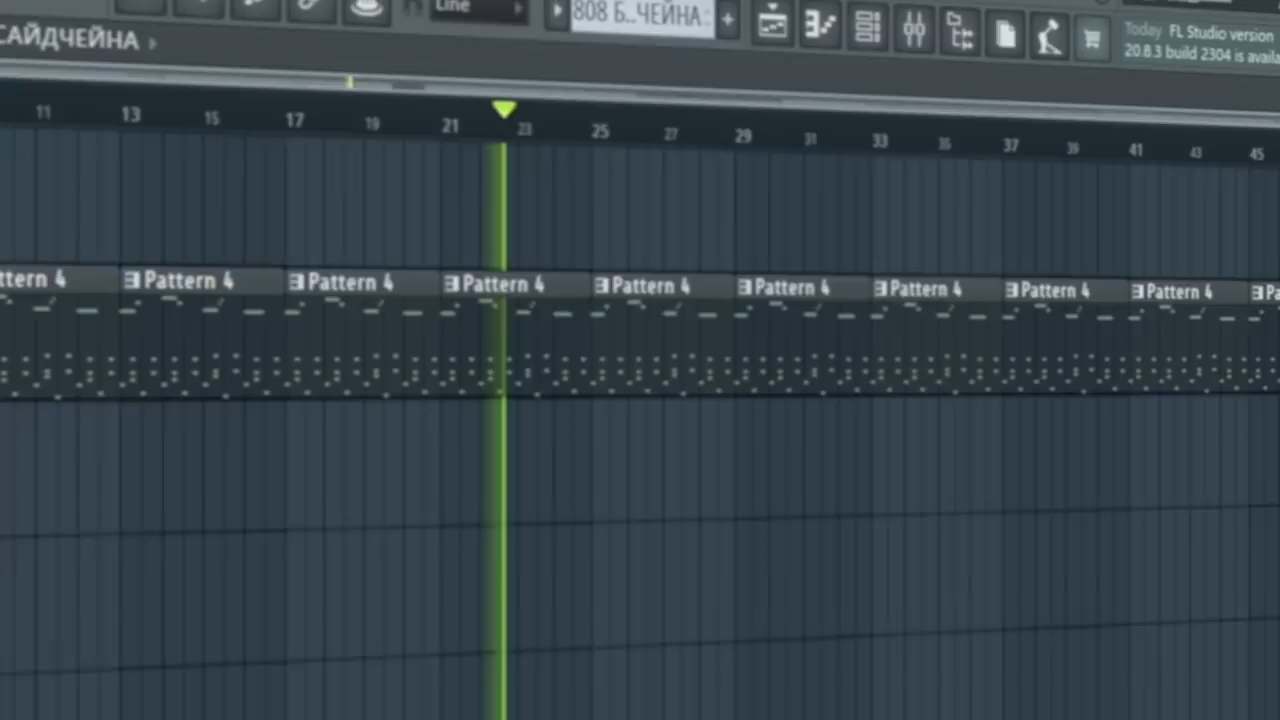 Line
808 Б..ЧЕЙНА
Today FL Studio version
20.8.3 build 2304 is availa
САЙДЧЕЙНА
11 13 15 17 19 21 23 25 27 29 31 33 35 37 39 41 43 45
ttern 4 Pattern 4 Pattern 4 Pattern 4 Pattern 4 Pattern 4 Pattern 4 Pattern 4 Pattern 4 Pa